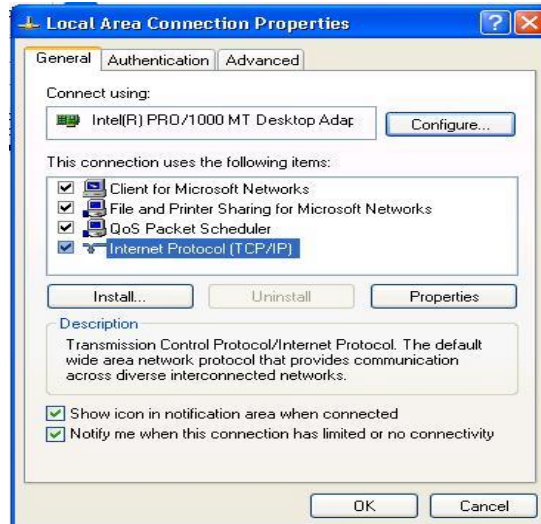 Local Area Connection Properties
General Authentication Advanced
Connect using:
Intel(R) PRO/1000 MT Desktop Adap
Configure...
This connection uses the following items:
Client for Microsoft Networks
File and Printer Sharing for Microsoft Networks
QoS Packet Scheduler
Internet Protocol (TCP/IP)
Install... Uninstall Properties
Description
Transmission Control Protocol/Internet Protocol. The default
wide area network protocol that provides communication
across diverse interconnected networks.
Show icon in notification area when connected
Notify me when this connection has limited or no connectivity
OK Cancel